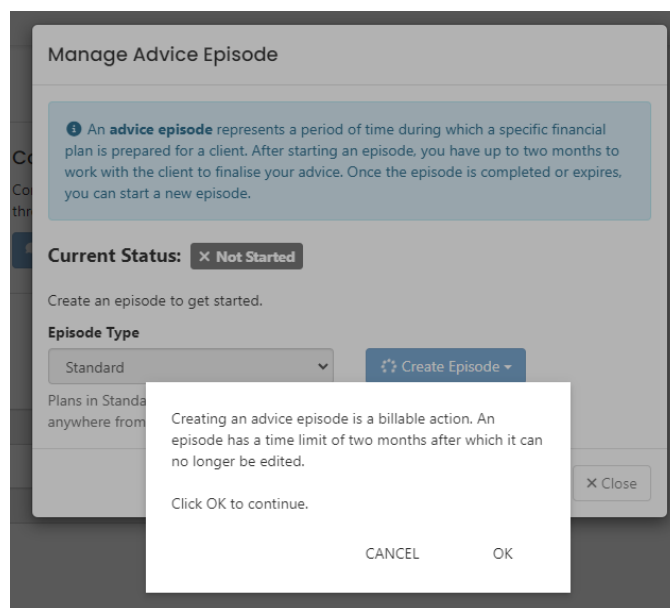 Manage Advice Episode
An advice episode represents a period of time during which a specific financial
plan is prepared for a client. After starting an episode, you have up to two months to
work with the client to finalise your advice. Once the episode is completed or expires,
you can start a new episode.
Current Status: × Not Started
Create an episode to get started.
Episode Type
Standard
Create Episode
Plans in Standa
anywhere from
Creating an advice episode is a billable action. An
episode has a time limit of two months after which it can
no longer be edited.
Click OK to continue.
CANCEL OK
× Close